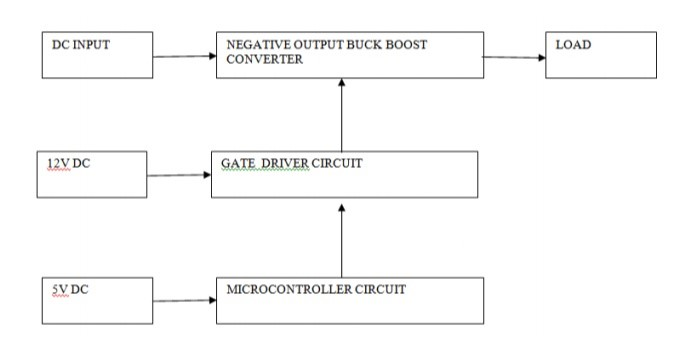 DC INPUT
NEGATIVE OUTPUT BUCK BOOST
CONVERTER
LOAD
12V DC
GATE DRIVER CIRCUIT
5V DC
MICROCONTROLLER CIRCUIT